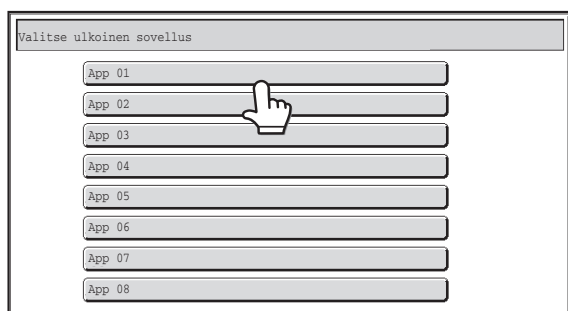 Valitse ulkoinen sovellus
App 01
App 02
App 03
App 04
App 05
App 06
App 07
App 08